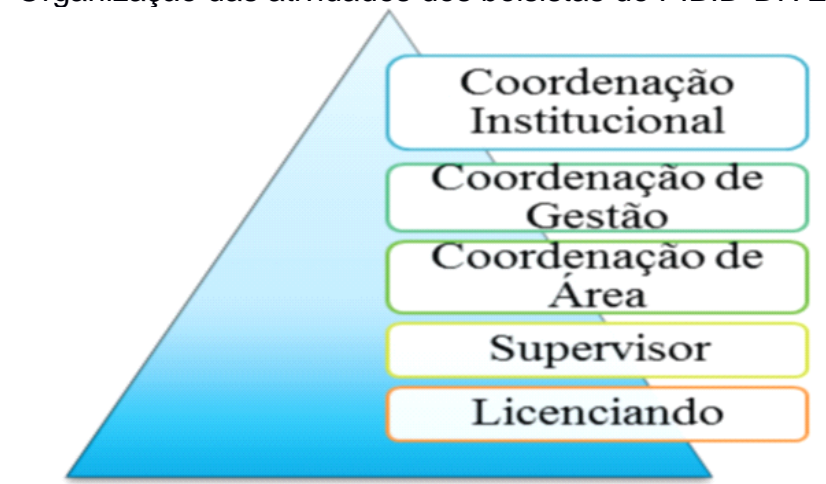 Organização das atividades dos bolsistas do PIBID
Coordenação
Institucional
Coordenação de
Gestão
Coordenação de
Área
Supervisor
Licenciando